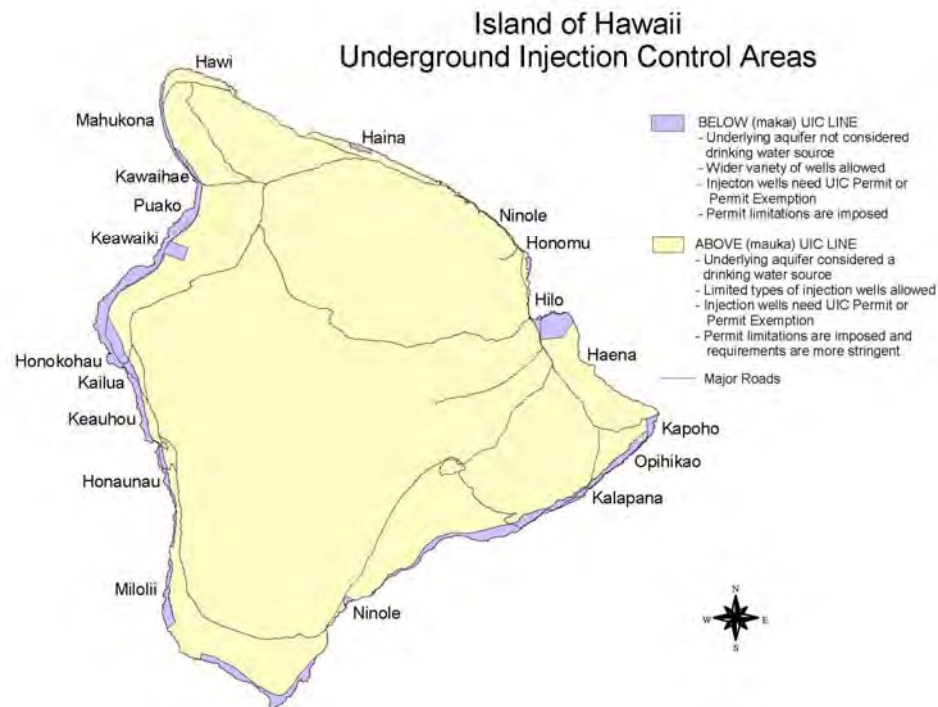 Island of Hawaii
Underground Injection Control Areas
Hawi
Mahukona
Haina
Kawaihae
Puako
Keawaiki
Ninole
Honomu
Hilo
Haena
Honokohau
Kailua
Keauhou
Kapoho
Opihikao
Honaunau
Kalapana
Milolii
Ninole
BELOW (makai) UIC LINE
- Underlying aquifer not considered
drinking water source
- Wider variety of wells allowed
- Injecton wells need UIC Permit or
Permit Exemption
- Permit limitations are imposed
ABOVE (mauka) UIC LINE
- Underlying aquifer considered a
drinking water source
- Limited types of injection wells allowed
- Injection wells need UIC Permit or
Permit Exemption
- Permit limitations are imposed and
requirements are more stringent
Major Roads
N
W E
S